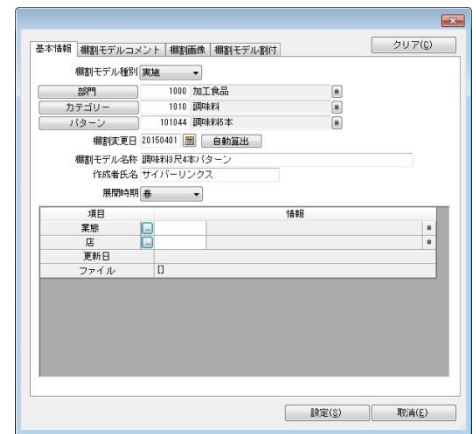 基本情報 棚割モデルコメント 棚割画像 棚割モデル割付 クリア(C)
棚割モデル種別 実施
部門 1000 加工食品 *
カテゴリー 1010 調味料 *
パターン 101044 調味料5本 *
棚割変更日 20150401 自動算出
棚割モデル名称 調味料3尺4本パターン
作成者氏名 サイバーリンクス
展開時期 春
項目 情報
業態 ... *
店 ... *
更新日
ファイル []
設定(S) 取消(E)